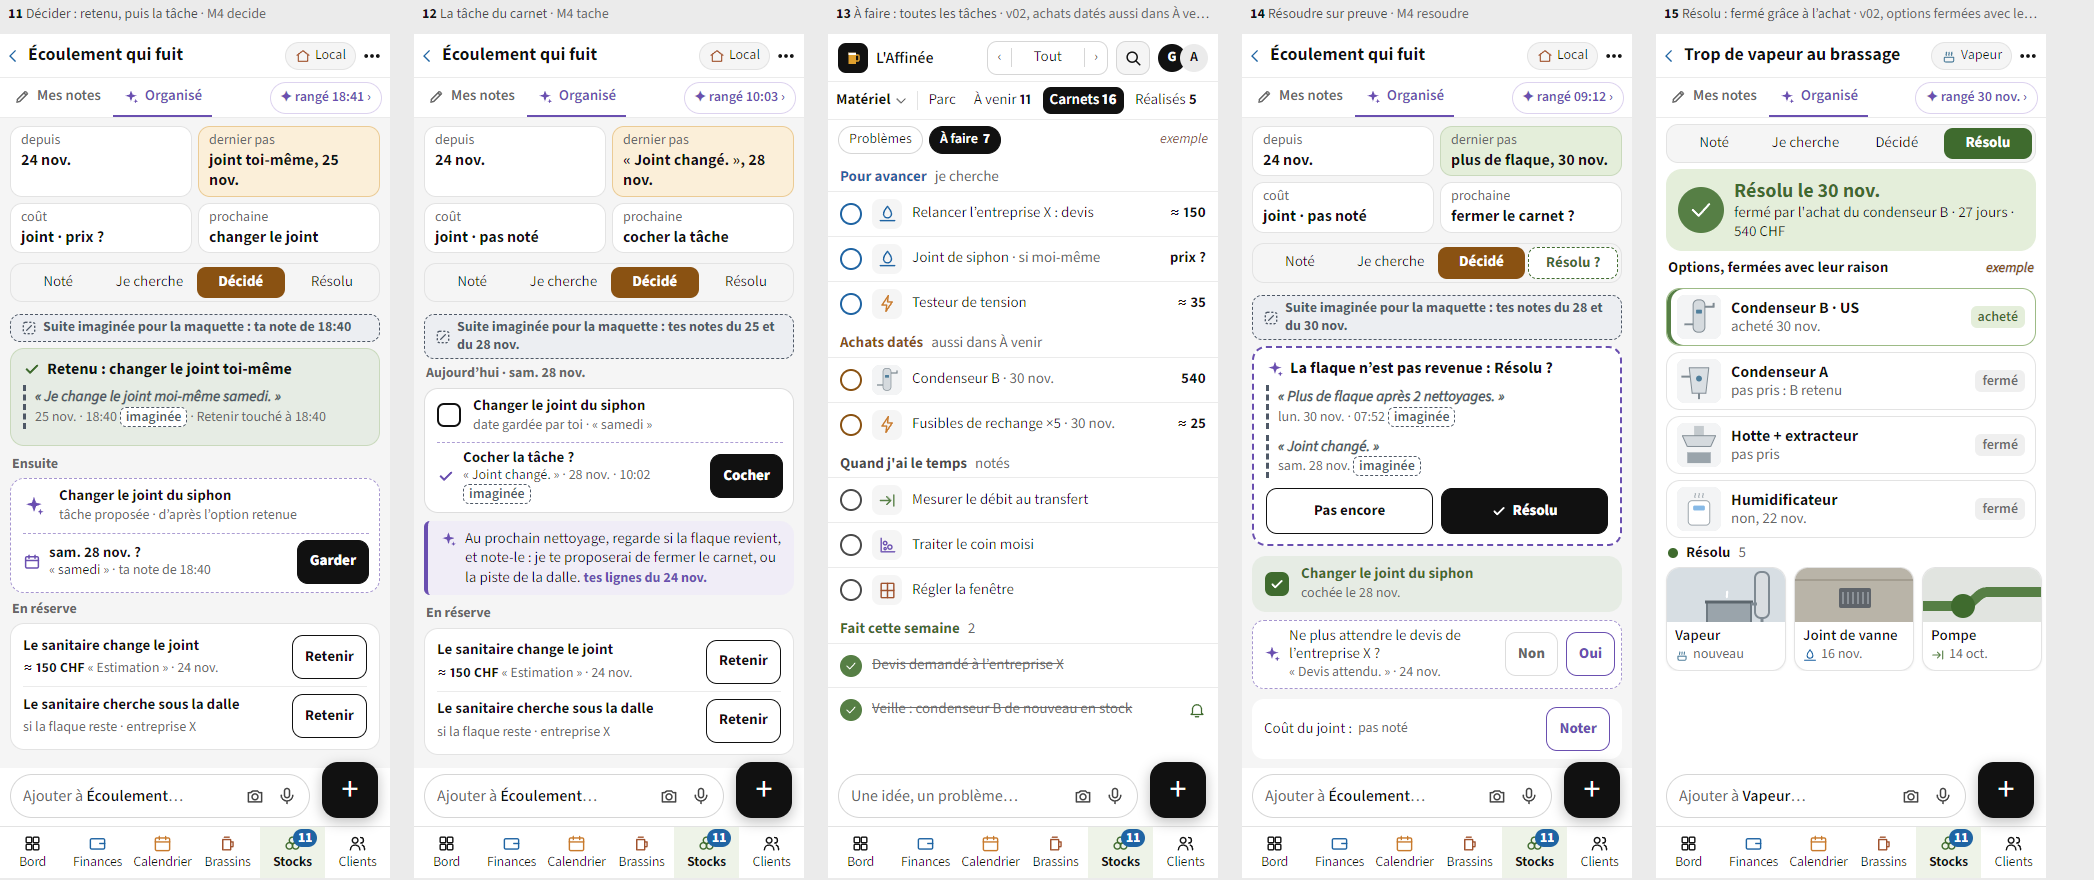 11 Décider : retenu, puis la tâche · M4 decide
Écoulement qui fuit
Local
Mes notes
Organisé
rangé 18:41 ›
depuis
24 nov.
dernier pas
joint toi-même, 25
nov.
coût
joint · prix ?
prochaine
changer le joint
Noté
Je cherche
Décidé
Résolu
Suite imaginée pour la maquette : ta note de 18:40
Retenu : changer le joint toi-même
« Je change le joint moi-même samedi. »
25 nov. · 18:40 imaginée · Retenir touché à 18:40
Ensuite
Changer le joint du siphon
tâche proposée · d’après l’option retenue
sam. 28 nov. ?
« samedi » · ta note de 18:40
Garder
En réserve
Le sanitaire change le joint
≈ 150 CHF « Estimation » · 24 nov.
Retenir
Le sanitaire cherche sous la dalle
si la flaque reste · entreprise X
Retenir
Ajouter à Écoulement…
+
Bord
Finances
Calendrier
Brassins
11
Stocks
Clients
12 La tâche du carnet · M4 tache
Écoulement qui fuit
Local
Mes notes
Organisé
rangé 10:03 ›
depuis
24 nov.
dernier pas
« Joint changé. », 28
nov.
coût
joint · pas noté
prochaine
cocher la tâche
Noté
Je cherche
Décidé
Résolu
Suite imaginée pour la maquette : tes notes du 25 et
du 28 nov.
Aujourd’hui · sam. 28 nov.
Changer le joint du siphon
date gardée par toi · « samedi »
Cocher la tâche ?
« Joint changé. » · 28 nov. · 10:02
imaginée
Cocher
Au prochain nettoyage, regarde si la flaque revient,
et note-le : je te proposerai de fermer le carnet, ou
la piste de la dalle. tes lignes du 24 nov.
En réserve
Le sanitaire change le joint
≈ 150 CHF « Estimation » · 24 nov.
Retenir
Le sanitaire cherche sous la dalle
si la flaque reste · entreprise X
Retenir
Ajouter à Écoulement…
+
Bord
Finances
Calendrier
Brassins
11
Stocks
Clients
13 À faire : toutes les tâches · v02, achats datés aussi dans À ve…
L'Affinée
‹ Tout ›
G A
Matériel
Parc
À venir 11
Carnets 16
Réalisés 5
Problèmes
À faire 7
exemple
Pour avancer je cherche
Relancer l’entreprise X : devis ≈ 150
Joint de siphon · si moi-même prix ?
Testeur de tension ≈ 35
Achats datés aussi dans À venir
Condenseur B · 30 nov. 540
Fusibles de rechange ×5 · 30 nov. ≈ 25
Quand j'ai le temps notés
Mesurer le débit au transfert
Traiter le coin moisi
Régler la fenêtre
Fait cette semaine 2
Devis demandé à l’entreprise X
Veille : condenseur B de nouveau en stock
Une idée, un problème…
+
Bord
Finances
Calendrier
Brassins
11
Stocks
Clients
14 Résoudre sur preuve · M4 resoudre
Écoulement qui fuit
Local
Mes notes
Organisé
rangé 09:12 ›
depuis
24 nov.
dernier pas
plus de flaque, 30 nov.
coût
joint · pas noté
prochaine
fermer le carnet ?
Noté
Je cherche
Décidé
Résolu ?
Suite imaginée pour la maquette : tes notes du 28 et
du 30 nov.
La flaque n’est pas revenue : Résolu ?
« Plus de flaque après 2 nettoyages. »
lun. 30 nov. · 07:52 imaginée
« Joint changé. »
sam. 28 nov. imaginée
Pas encore
Résolu
Changer le joint du siphon
cochée le 28 nov.
Ne plus attendre le devis de
l’entreprise X ?
« Devis attendu. » · 24 nov.
Non
Oui
Coût du joint : pas noté
Noter
Ajouter à Écoulement…
+
Bord
Finances
Calendrier
Brassins
11
Stocks
Clients
15 Résolu : fermé grâce à l’achat · v02, options fermées avec le…
Trop de vapeur au brassage
Vapeur
Mes notes
Organisé
rangé 30 nov. ›
Noté
Je cherche
Décidé
Résolu
Résolu le 30 nov.
fermé par l'achat du condenseur B · 27 jours ·
540 CHF
Options, fermées avec leur raison
exemple
Condenseur B · US
acheté 30 nov.
acheté
Condenseur A
pas pris : B retenu
fermé
Hotte + extracteur
pas pris
fermé
Humidificateur
non, 22 nov.
fermé
Résolu 5
Vapeur
nouveau
Joint de vanne
16 nov.
Pompe
14 oct.
Ajouter à Vapeur…
+
Bord
Finances
Calendrier
Brassins
11
Stocks
Clients